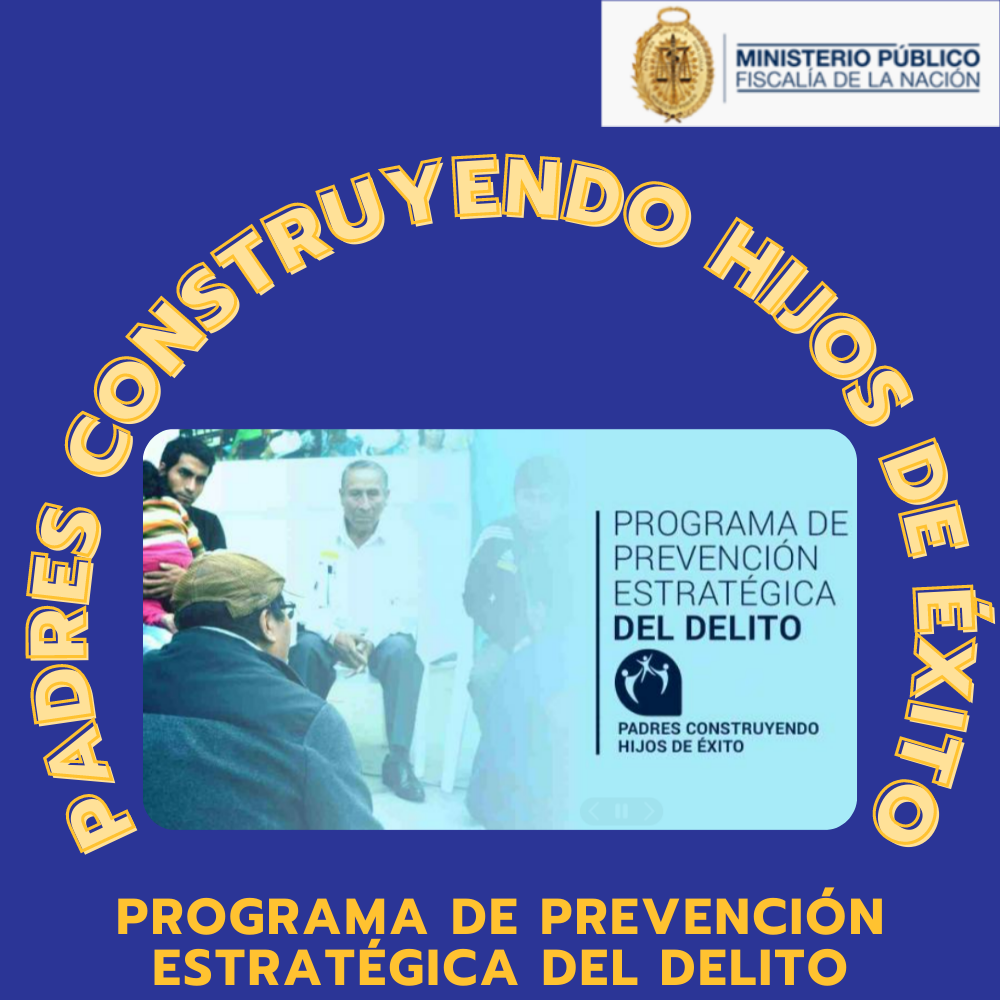 MINISTERIO PÚBLICO
FISCALÍA DE LA NACIÓN
PADRES CONSTRUYENDO HIJOS DE ÉXITO
PROGRAMA DE
PREVENCIÓN
ESTRATÉGICA
DEL DELITO
PADRES CONSTRUYENDO
HIJOS DE ÉXITO
PROGRAMA DE PREVENCIÓN
ESTRATÉGICA DEL DELITO